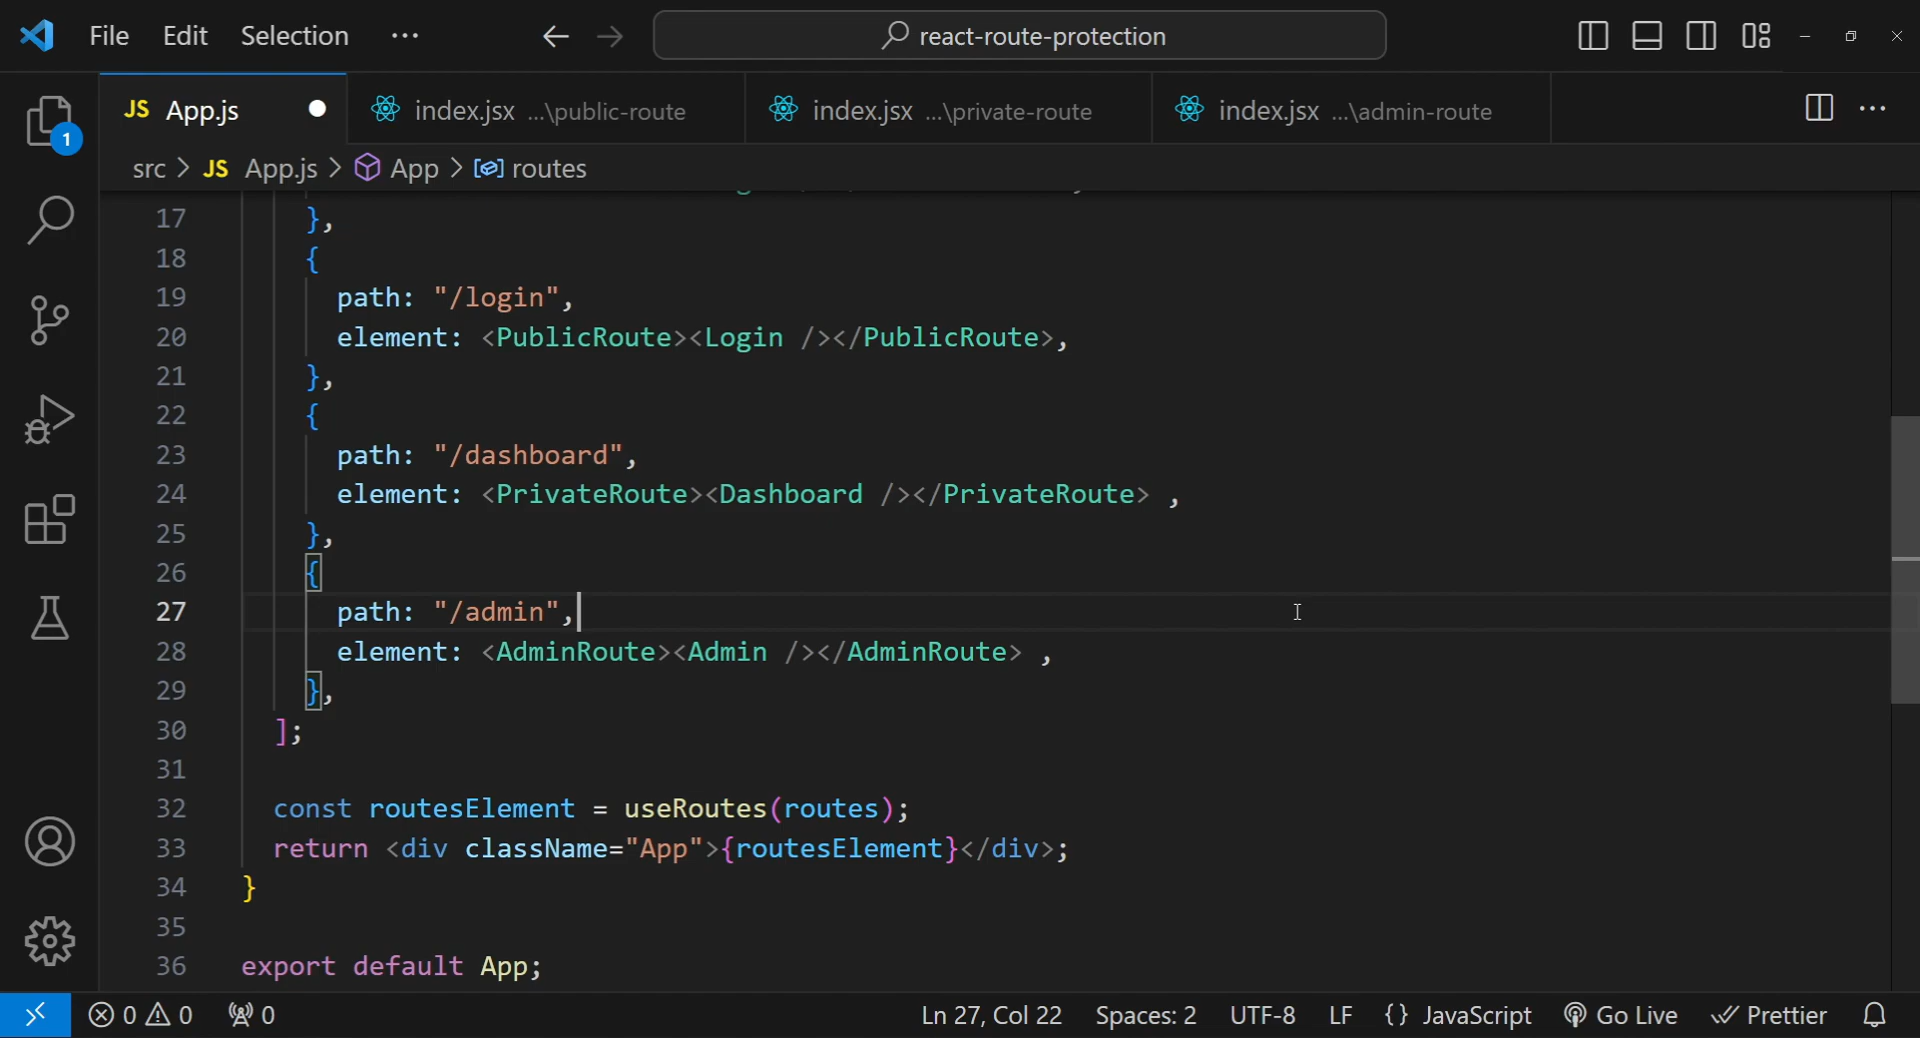 File Edit Selection ··· react-route-protection
JS App.js index.jsx ...\public-route index.jsx ...\private-route index.jsx ...\admin-route ···
1
src > JS App.js > App > routes
17 },
18 {
19 path: "/login",
20 element: <PublicRoute><Login /></PublicRoute>,
21 },
22 {
23 path: "/dashboard",
24 element: <PrivateRoute><Dashboard /></PrivateRoute> ,
25 },
26 {
27 path: "/admin",
28 element: <AdminRoute><Admin /></AdminRoute> ,
29 },
30 ];
31
32 const routesElement = useRoutes(routes);
33 return <div className="App">{routesElement}</div>;
34 }
35
36 export default App;
0 0 0 Ln 27, Col 22 Spaces: 2 UTF-8 LF {} JavaScript Go Live Prettier